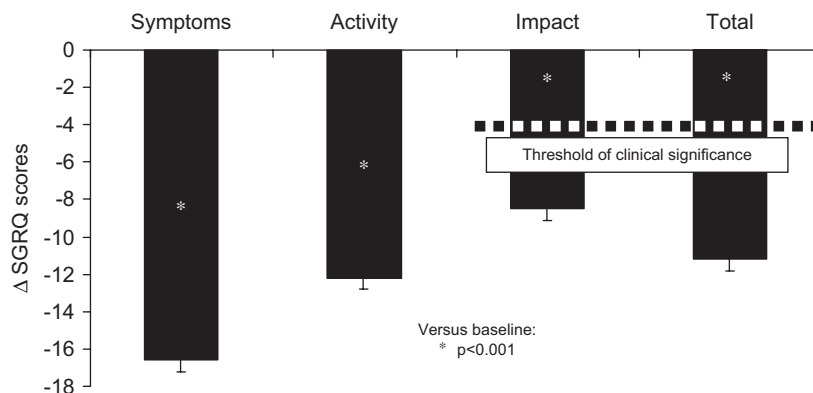 Symptoms Activity Impact Total
0
-2
-4
-6
-8
-10
-12
-14
-16
-18
Δ SGRQ scores
*
*
*
*
Threshold of clinical significance
Versus baseline:
* p<0.001